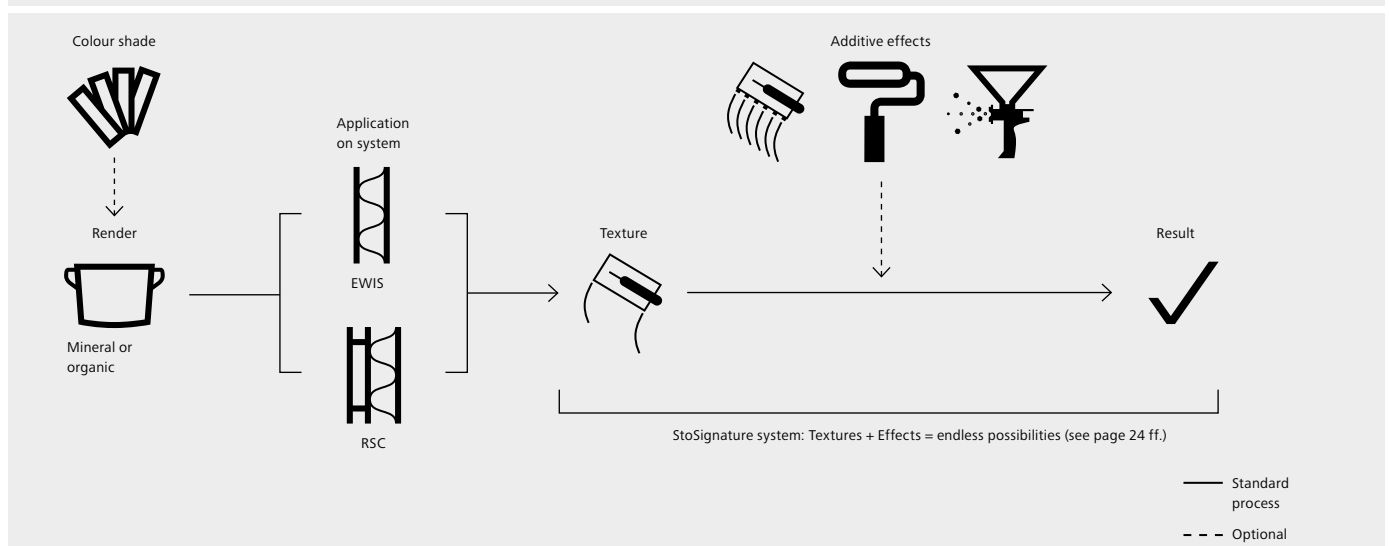 Colour shade
Additive effects
Application
on system
Render
Texture
Result
EWIS
Mineral or
organic
RSC
StoSignature system: Textures + Effects = endless possibilities (see page 24 ff.)
Standard
process
Optional